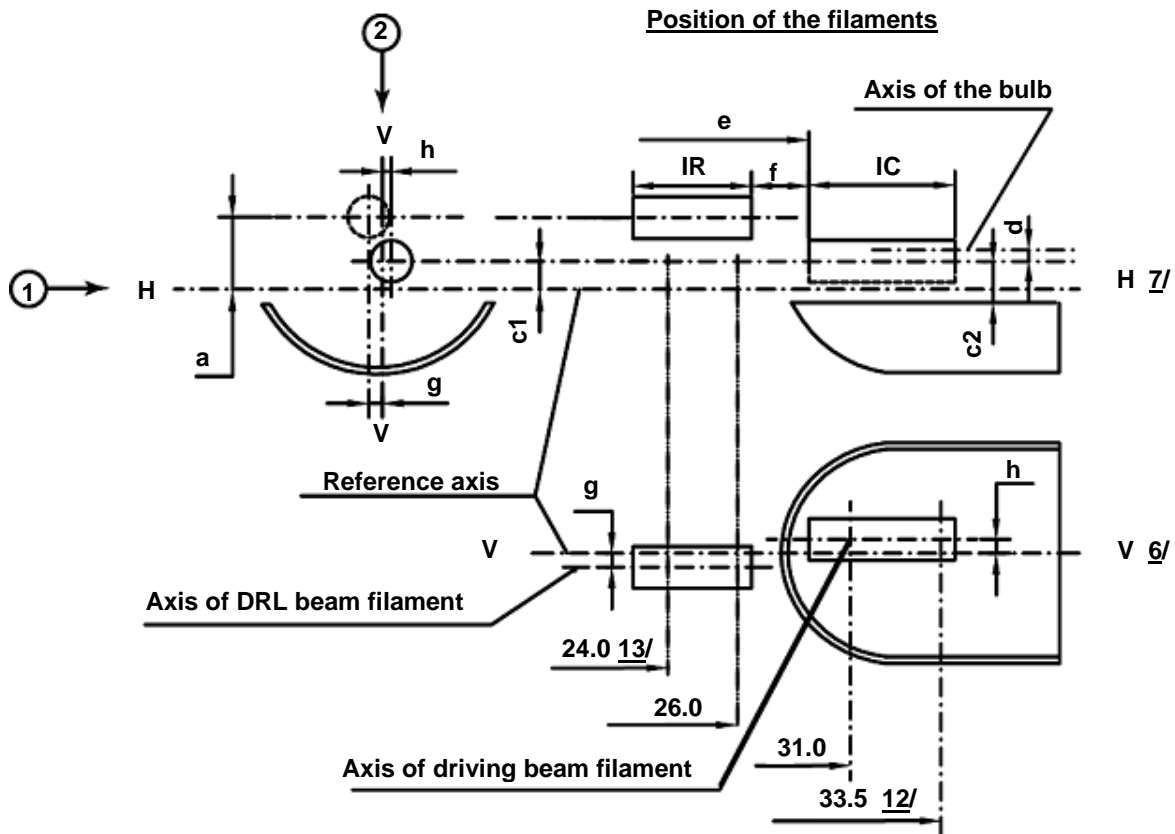 Position of the filaments
2
Axis of the bulb
V
h
e
IR
f
IC
d
1
H
H 7/
a
c1
c2
g
V
Reference axis
g
h
V
V 6/
Axis of DRL beam filament
24.0 13/
26.0
31.0
Axis of driving beam filament
33.5 12/